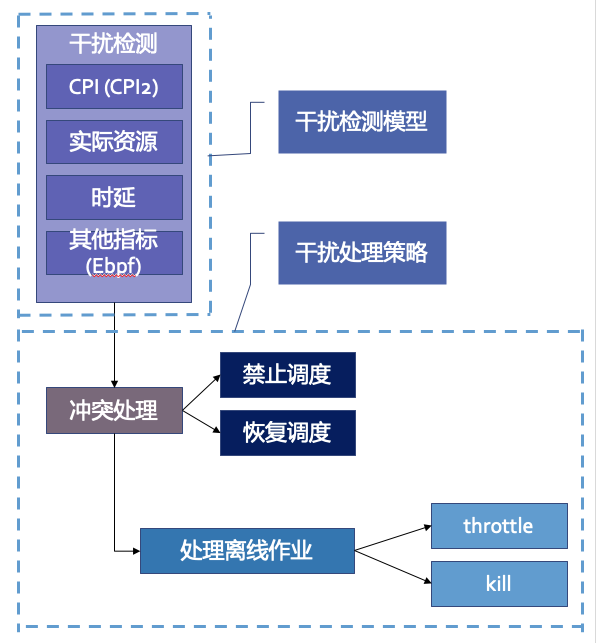 干扰检测
CPI (CPI2)
实际资源
时延
其他指标
(Ebpf)
干扰检测模型
干扰处理策略
冲突处理
禁止调度
恢复调度
处理离线作业
throttle
kill